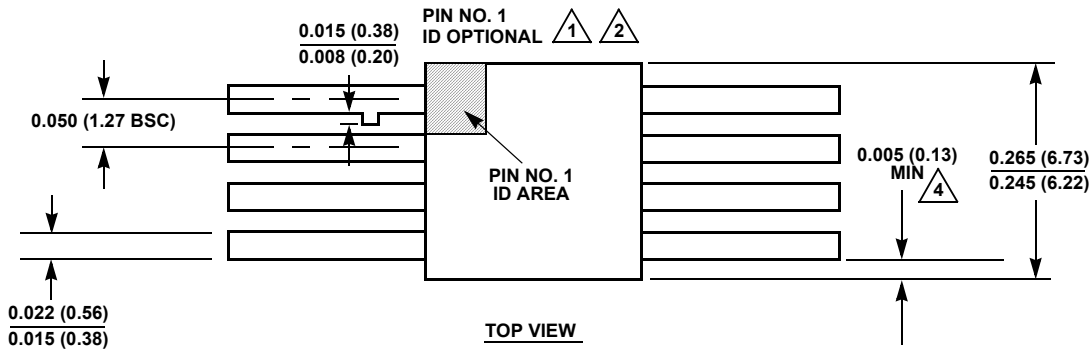 PIN NO. 1
ID OPTIONAL 1 2
0.015 (0.38)
0.008 (0.20)
0.050 (1.27 BSC)
PIN NO. 1
ID AREA
0.005 (0.13)
MIN 4
0.265 (6.73)
0.245 (6.22)
0.022 (0.56)
0.015 (0.38)
TOP VIEW